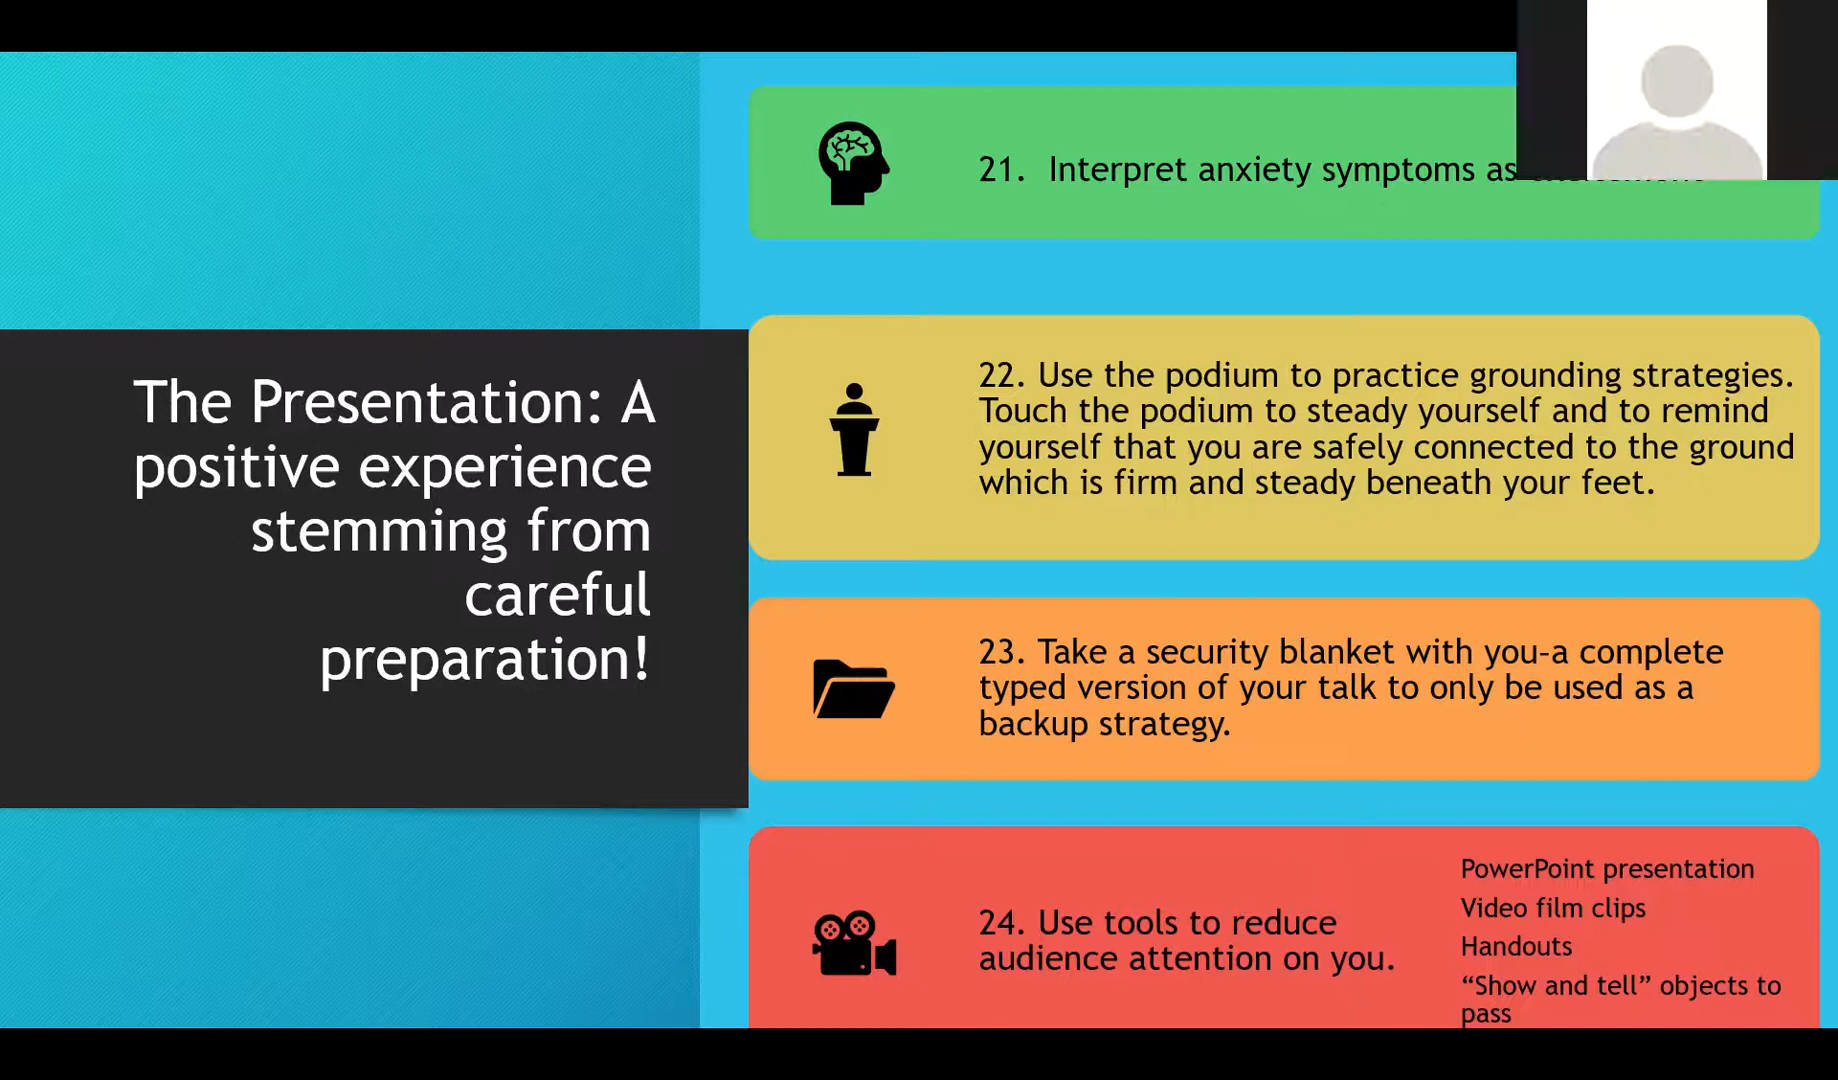 The Presentation: A
positive experience
stemming from
careful
preparation!
21. Interpret anxiety symptoms as
22. Use the podium to practice grounding strategies.
Touch the podium to steady yourself and to remind
yourself that you are safely connected to the ground
which is firm and steady beneath your feet.
23. Take a security blanket with you–a complete
typed version of your talk to only be used as a
backup strategy.
24. Use tools to reduce
audience attention on you.
PowerPoint presentation
Video film clips
Handouts
“Show and tell” objects to
pass